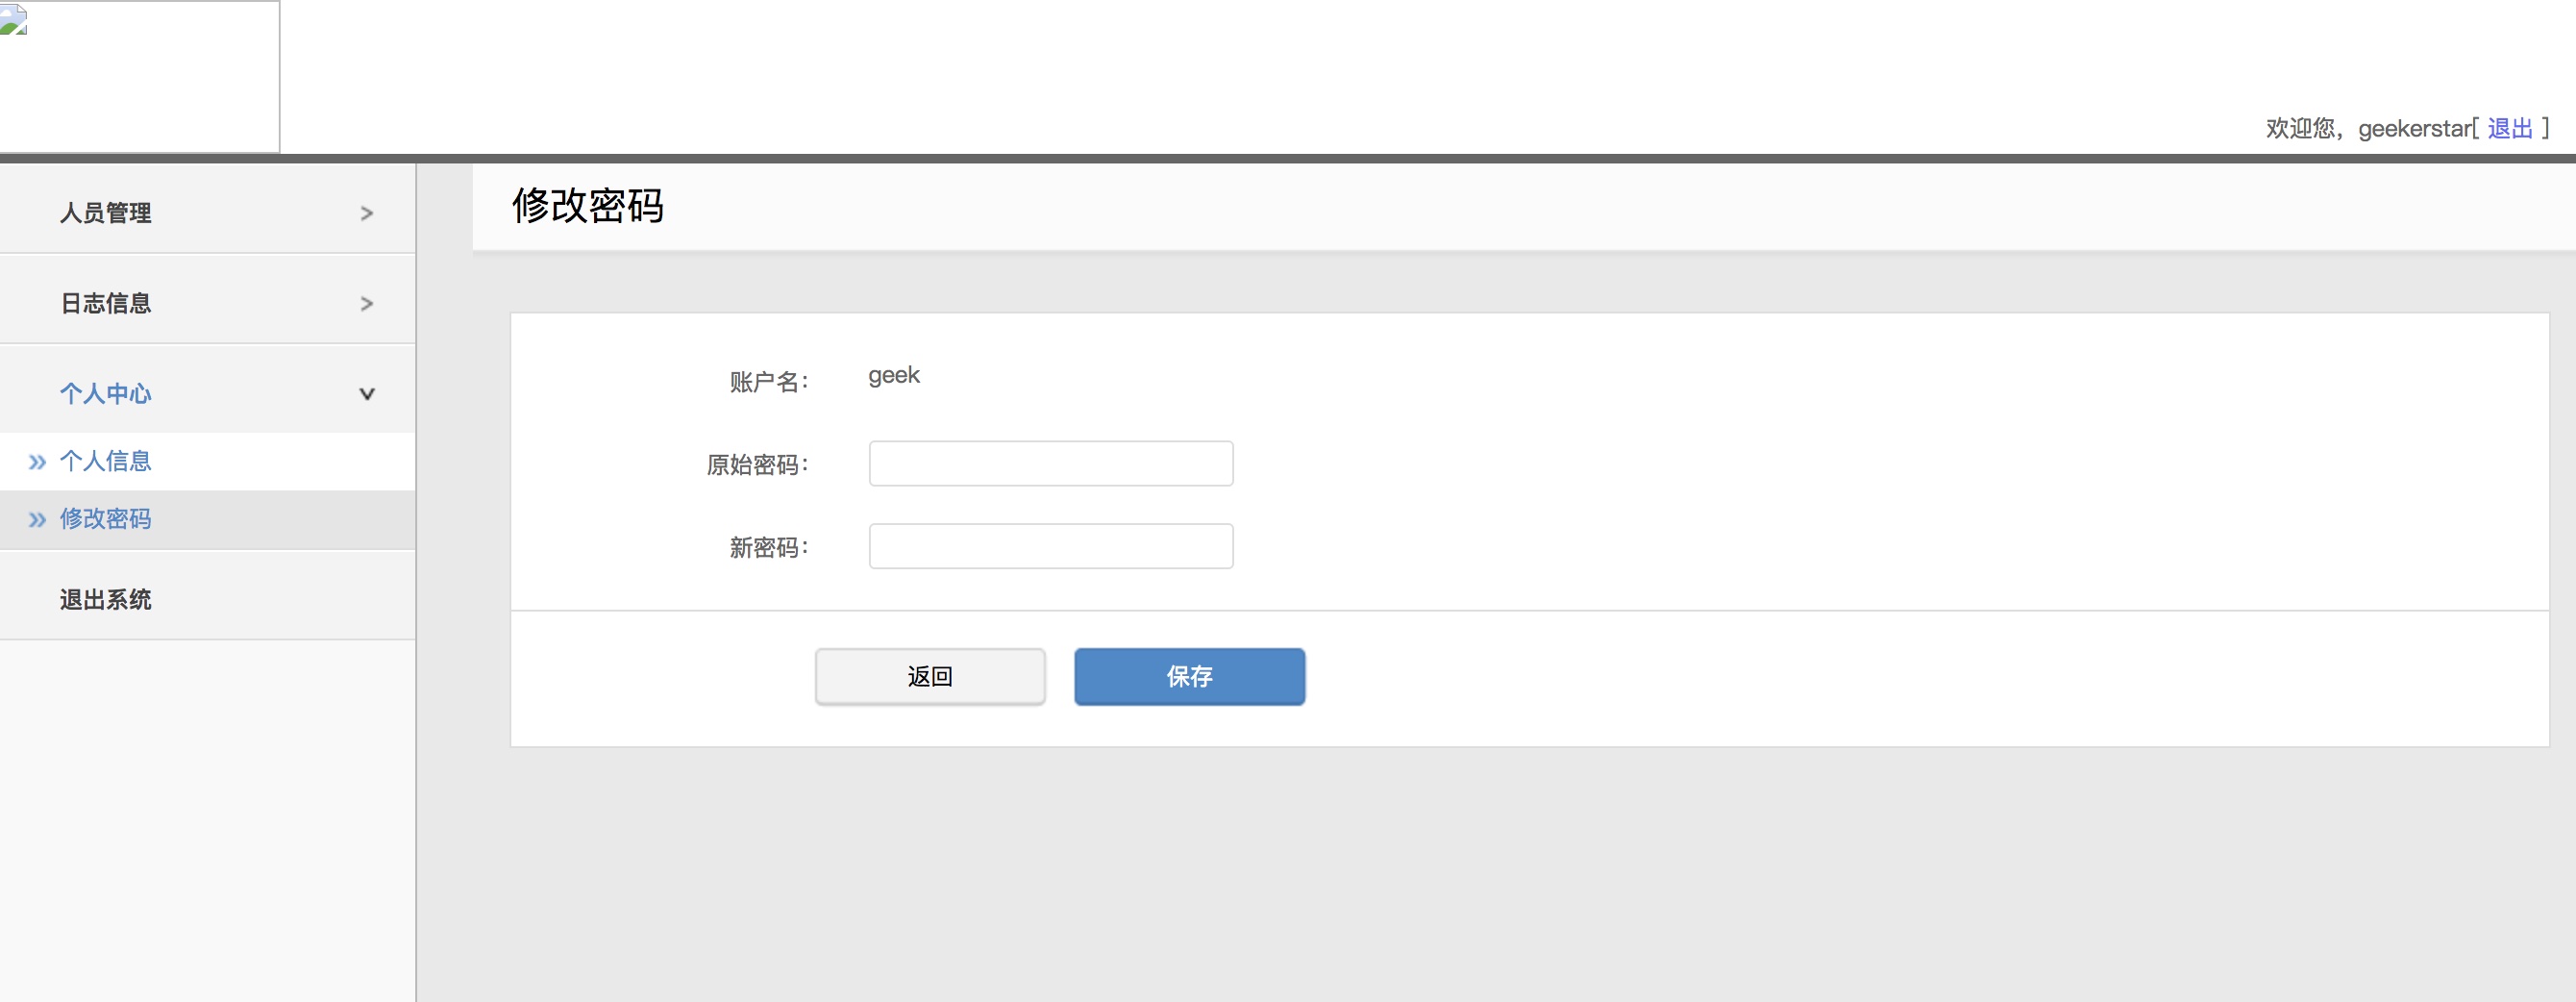 欢迎您，geekerstar[ 退出 ]
人员管理 >
日志信息 >
个人中心 v
» 个人信息
» 修改密码
退出系统
修改密码
账户名： geek
原始密码：
新密码：
返回 保存